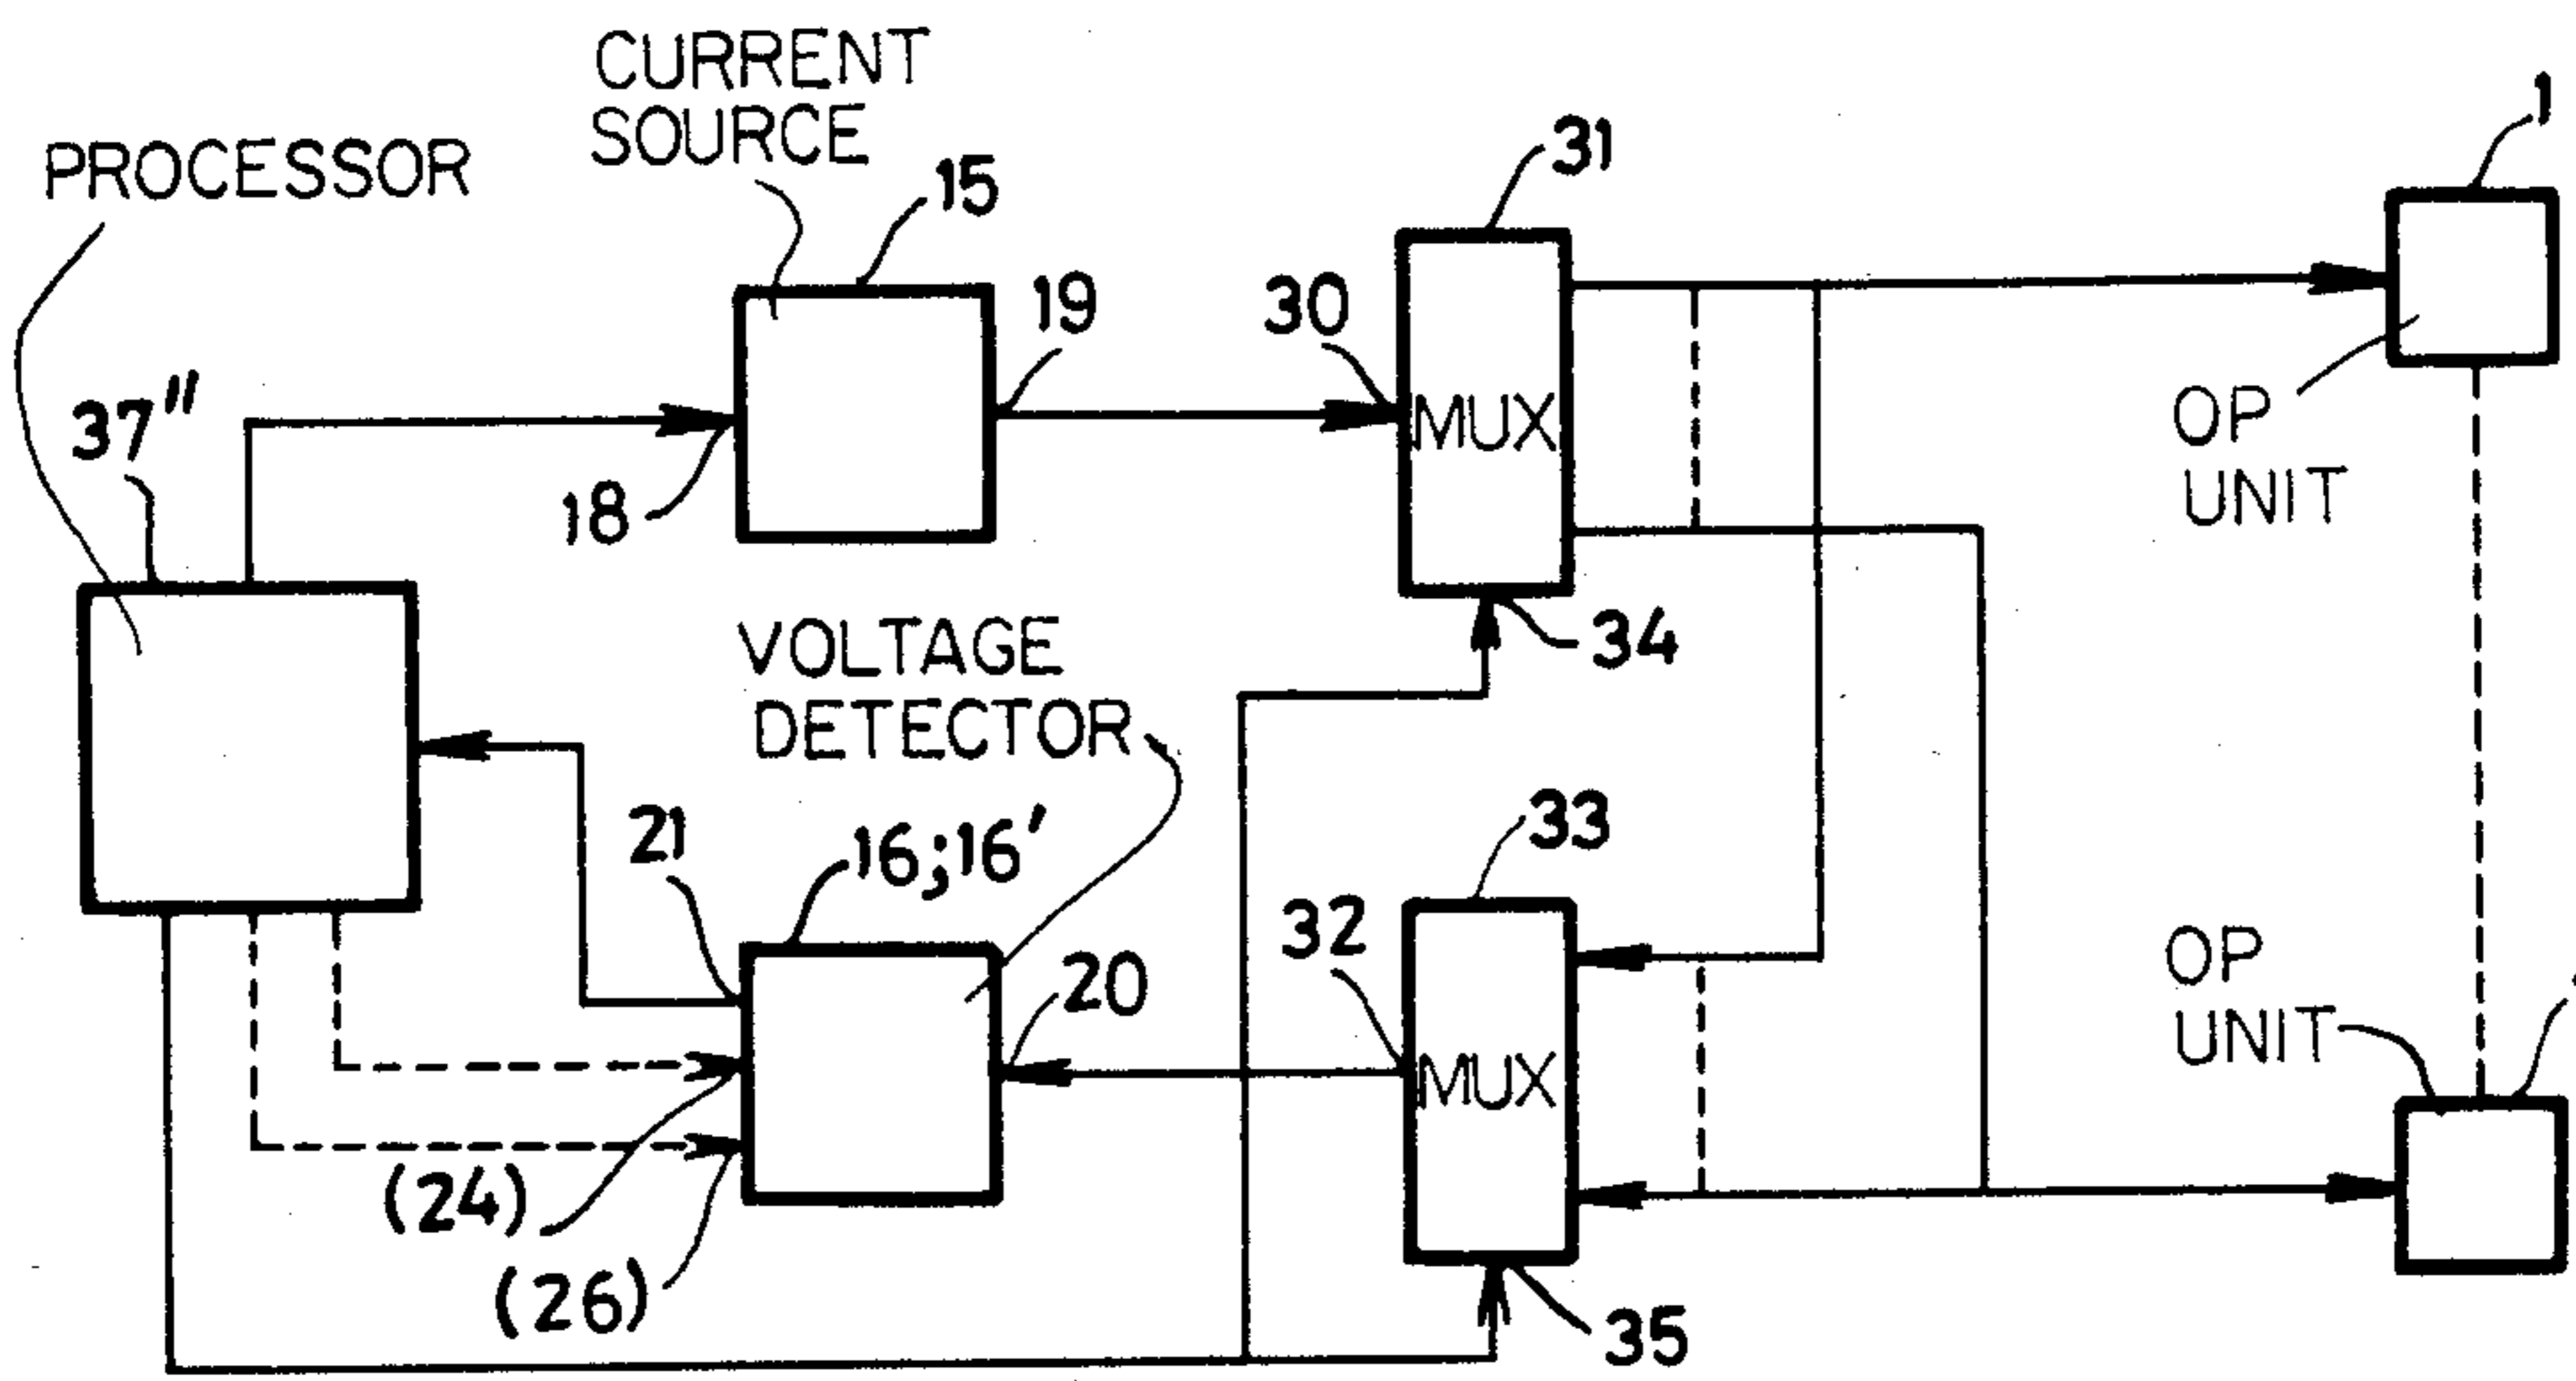 CURRENT
SOURCE
PROCESSOR
15
31
1
19
30
37"
18
MUX
OP
UNIT
34
VOLTAGE
DETECTOR
21
16;16'
33
32
20
OP
UNIT
MUX
(24)
(26)
35